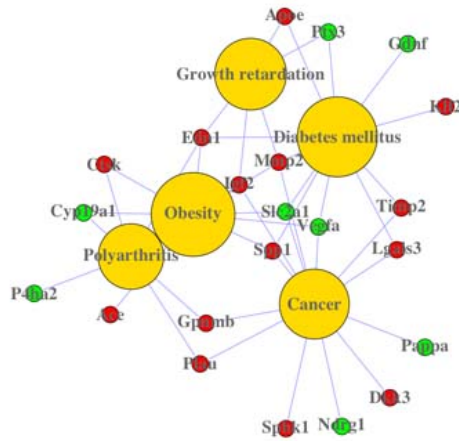 Apoe
Ptx3
Gdnf
Growth retardation
Klf2
Edn1
Diabetes mellitus
Ctsk
Mmp2
Igf2
Cyp19a1
Obesity
Slc2a1
Timp2
Vegfa
Spp1
Lgals3
Polyarthritis
P4ha2
Cancer
Ace
Gpnmb
Pappa
Plau
Dkk3
Sphk1
Ndrg1